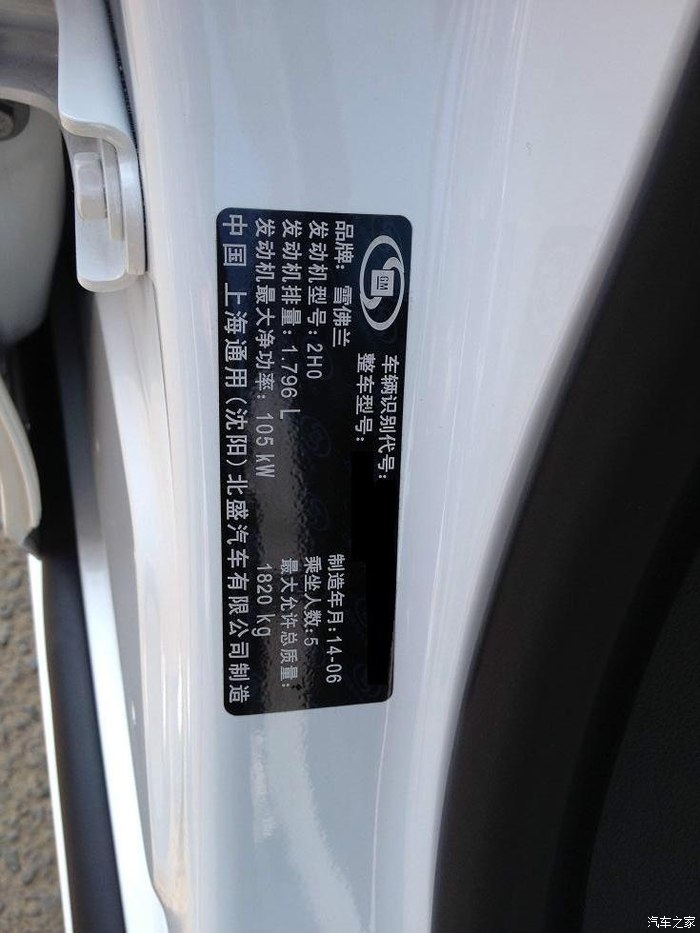 GM
车辆识别代号:
整车型号:
品牌: 雪佛兰
制造年月:14-06
发动机型号: 2H0
乘坐人数:5
发动机排量: 1.796 L
最大允许总质量:
发动机最大净功率: 105 kW
1820 kg
中国 上海通用(沈阳)北盛汽车有限公司制造
汽车之家